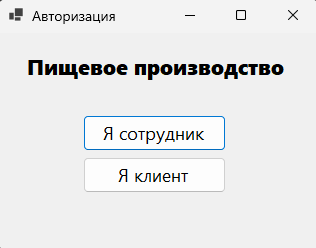 Авторизация
Пищевое производство
Я сотрудник
Я клиент